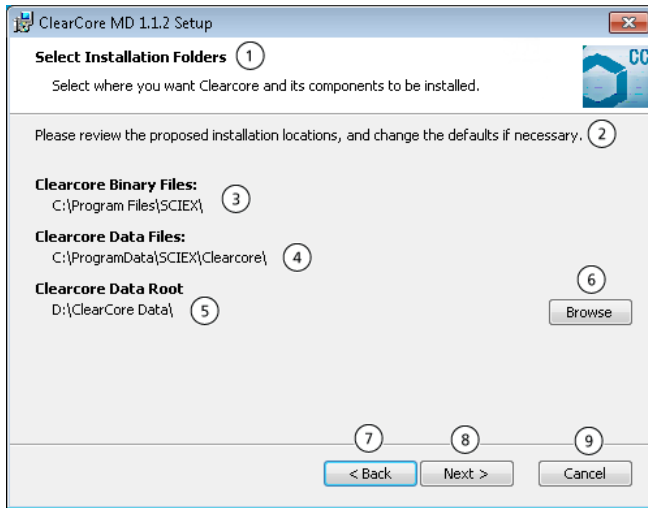 ClearCore MD 1.1.2 Setup
Select Installation Folders 1
CC
Select where you want Clearcore and its components to be installed.
Please review the proposed installation locations, and change the defaults if necessary. 2
Clearcore Binary Files:
C:\Program Files\SCIEX\ 3
Clearcore Data Files:
C:\ProgramData\SCIEX\Clearcore\ 4
Clearcore Data Root
6
D:\ClearCore Data\ 5
Browse
7 8 9
< Back Next > Cancel